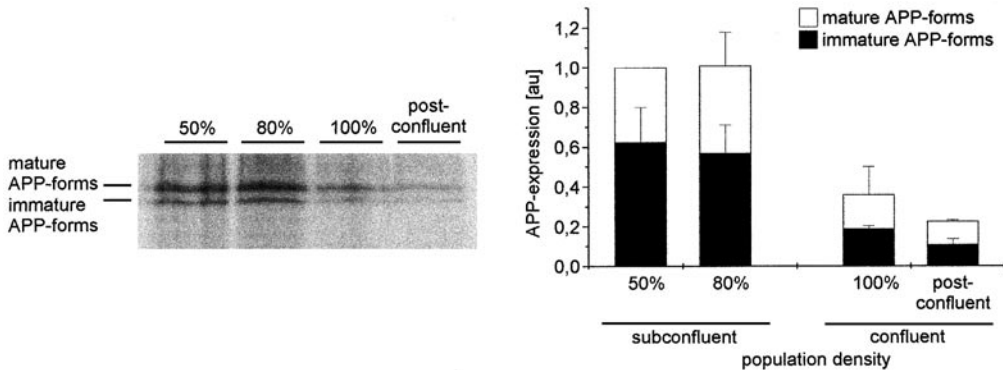 50%
80%
100%
post-
confluent
mature
APP-forms
immature
APP-forms
mature APP-forms
immature APP-forms
APP-expression [au]
1,2
1,0
0,8
0,6
0,4
0,2
0,0
50%
80%
100%
post-
confluent
subconfluent
confluent
population density